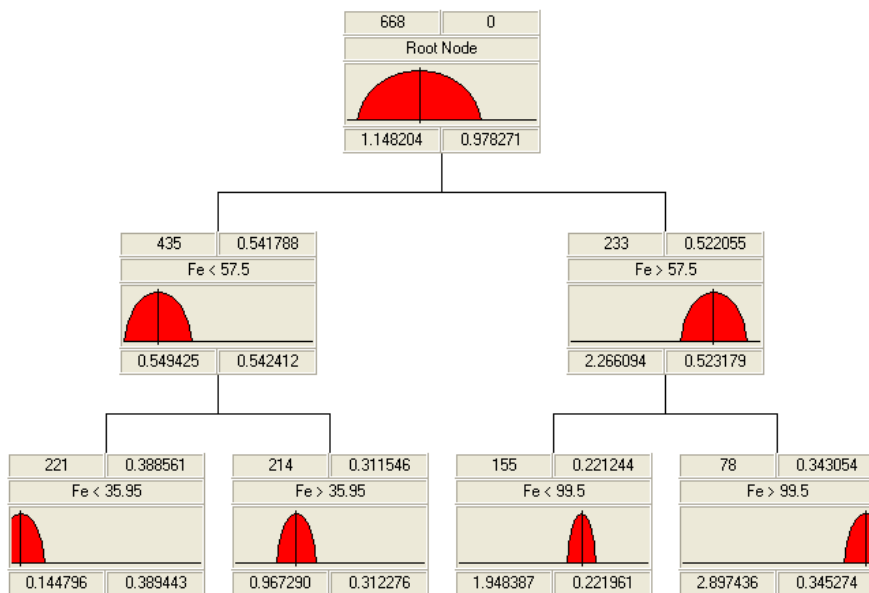 668 0
Root Node
1.148204 0.978271
435 0.541788
Fe < 57.5
0.549425 0.542412
233 0.522055
Fe > 57.5
2.266094 0.523179
221 0.388561
Fe < 35.95
0.144796 0.389443
214 0.311546
Fe > 35.95
0.967290 0.312276
155 0.221244
Fe < 99.5
1.948387 0.221961
78 0.343054
Fe > 99.5
2.897436 0.345274